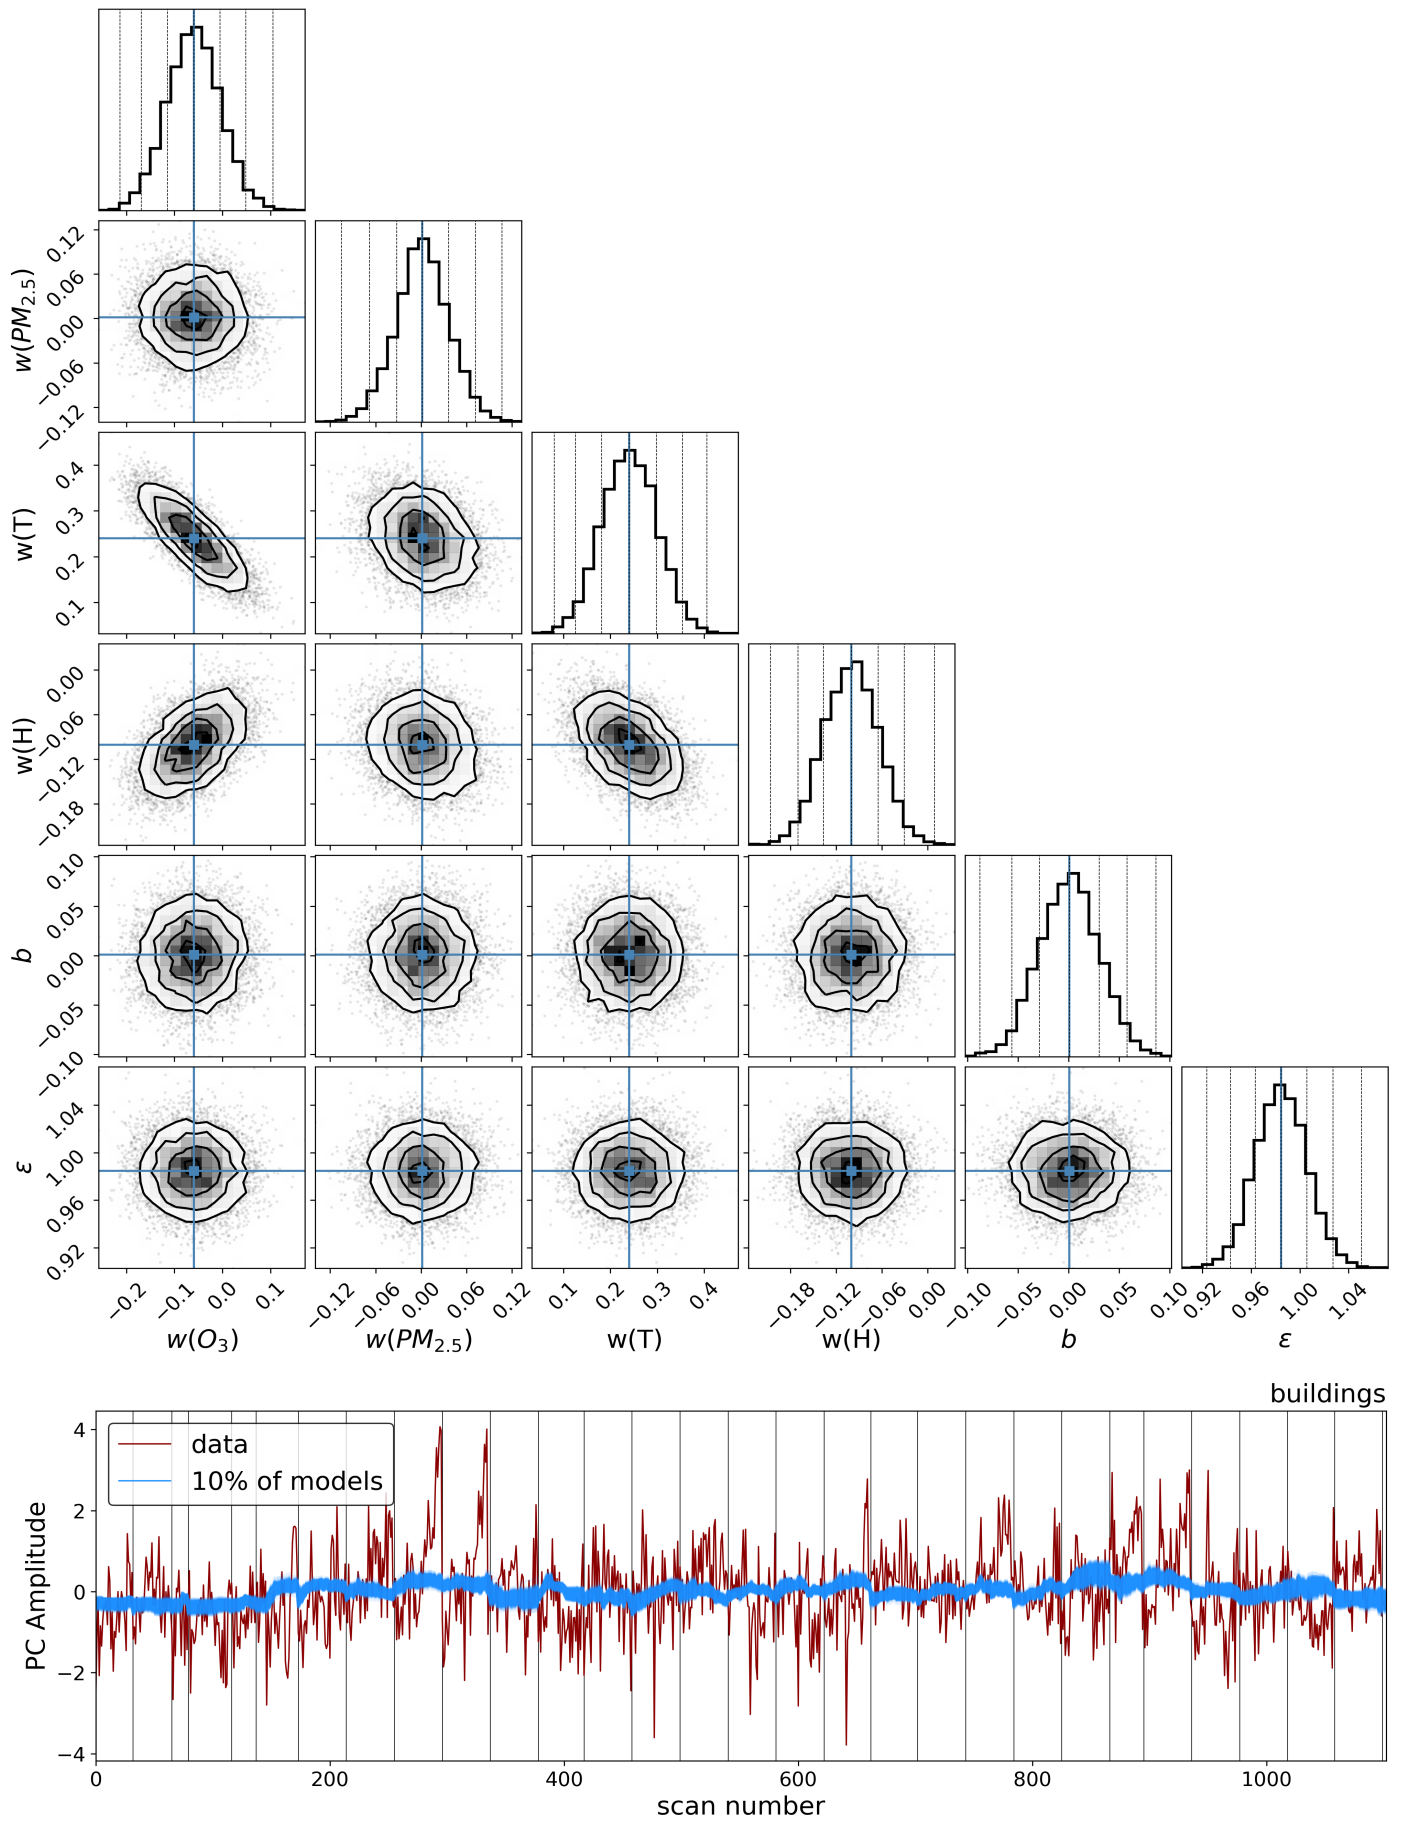 0.12
0.06
0.00
−0.06
−0.12
w(PM2.5)
0.4
0.3
0.2
0.1
w(T)
0.00
−0.06
−0.12
−0.18
w(H)
0.10
0.05
0.00
−0.05
−0.10
b
1.04
1.00
0.96
0.92
ε
−0.2 −0.1 0.0 0.1
w(O3)
−0.12 −0.06 0.00 0.06 0.12
w(PM2.5)
0.1 0.2 0.3 0.4
w(T)
−0.18 −0.12 −0.06 0.00
w(H)
−0.10 −0.05 0.00 0.05 0.10
b
0.92 0.96 1.00 1.04
ε
buildings
data
10% of models
4
2
0
−2
−4
PC Amplitude
0 200 400 600 800 1000
scan number